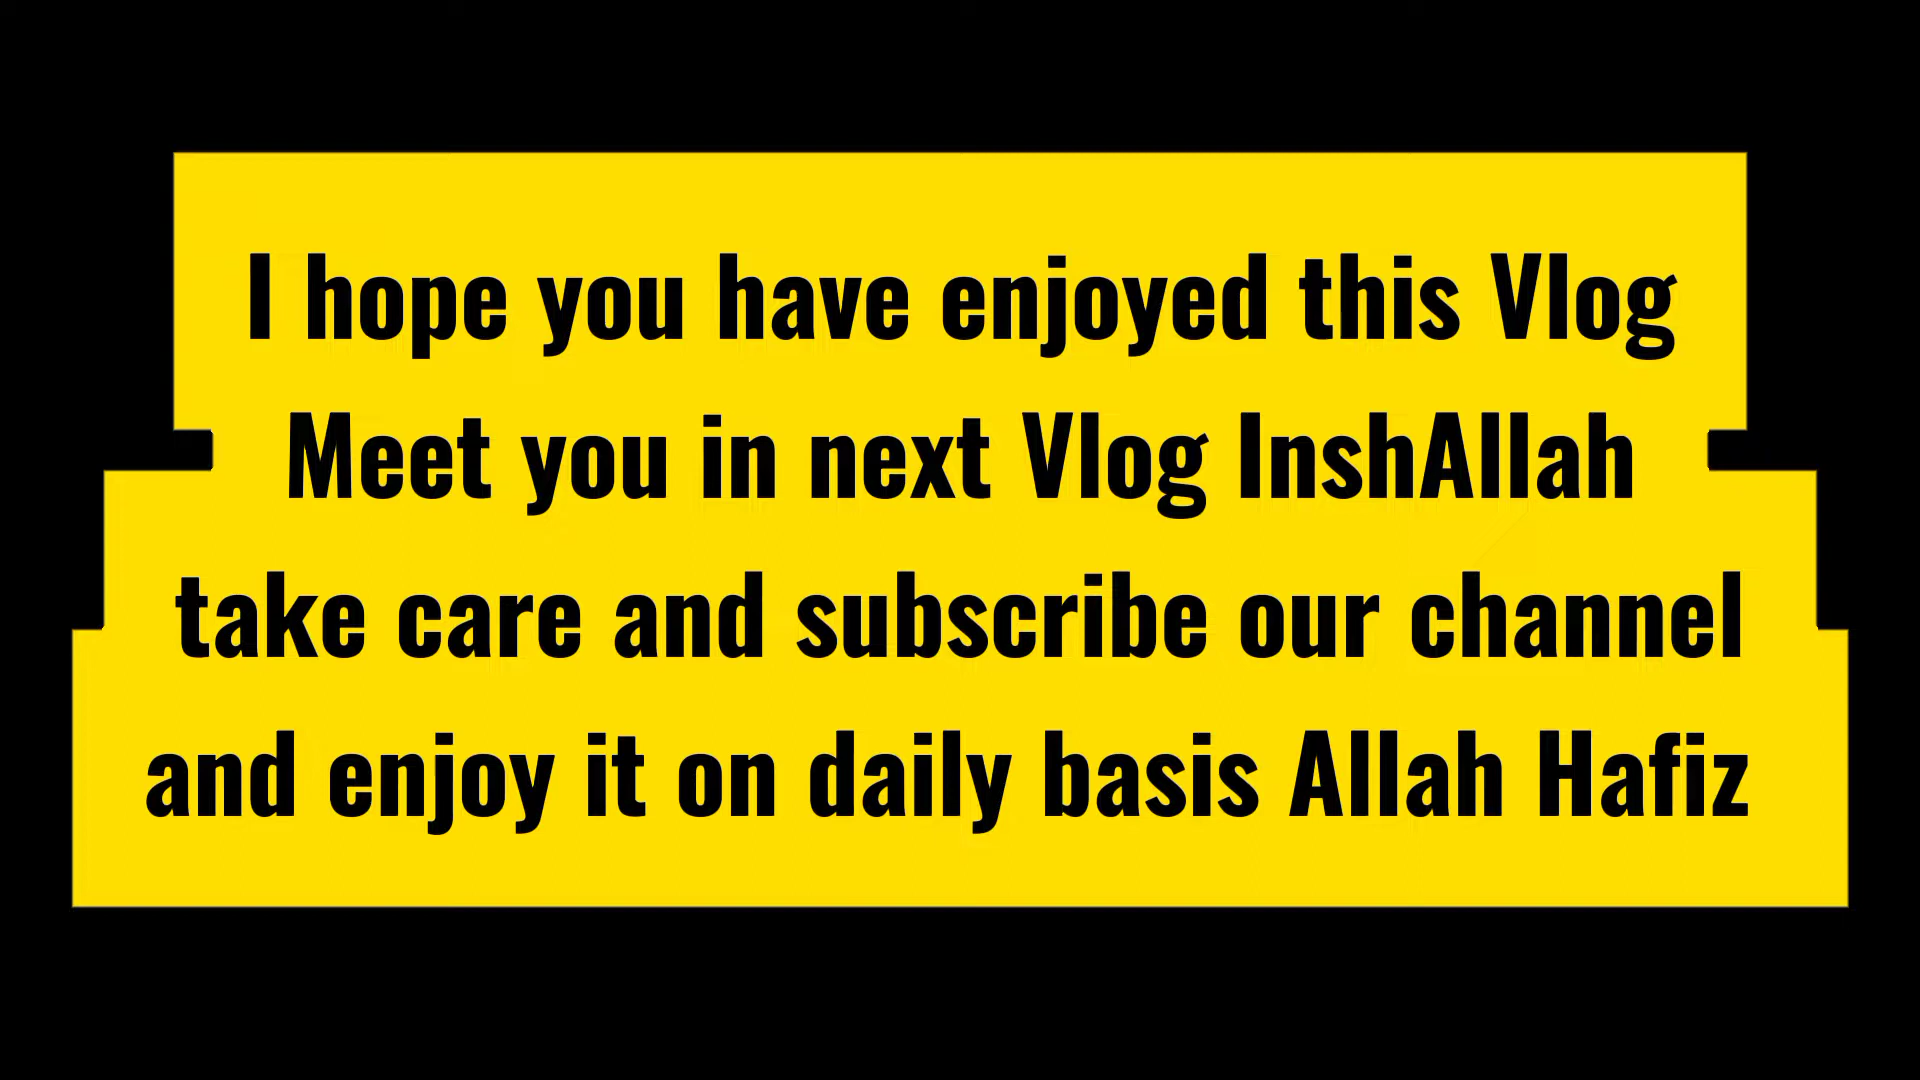 I hope you have enjoyed this Vlog
Meet you in next Vlog InshAllah
take care and subscribe our channel
and enjoy it on daily basis Allah Hafiz